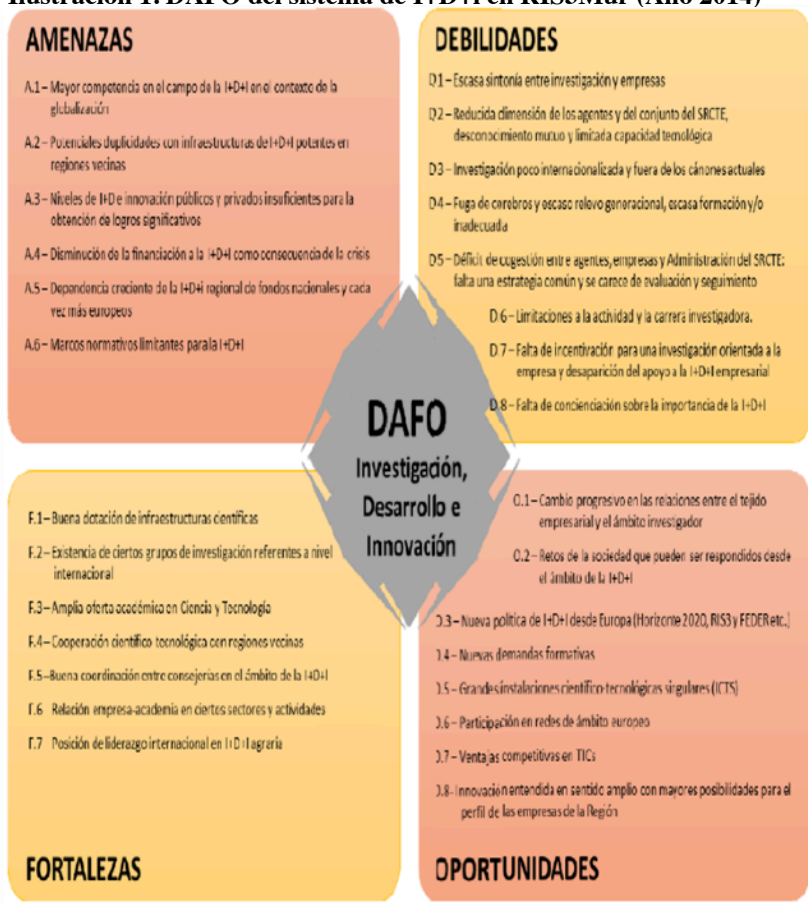 Ilustración 1. DAFO del sistema de I+D+i en RIS3Mur (Año 2014)
AMENAZAS
A.1 – Mayor competencia en el campo de la I+D+I en el contexto de la
globalización
A.2 – Potenciales duplicidades con infraestructuras de I+D+I potentes en
regiones vecinas
A.3 – Niveles de I+D e innovación públicos y privados insuficientes para la
obtención de logros significativos
A.4 – Disminución de la financiación a la I+D+I como consecuencia de la crisis
A.5 – Dependencia creciente de la I+D+i regional de fondos nacionales y cada
vez más europeos
A.6 – Marcos normativos limitantes para la I+D+I
DEBILIDADES
D1 – Escasa sintonía entre investigación y empresas
D2 – Reducida dimensión de los agentes y del conjunto del SRCTE,
desconocimiento mutuo y limitada capacidad tecnológica
D3 – Investigación poco internacionalizada y fuera de los cánones actuales
D4 – Fuga de cerebros y escaso relevo generacional, escasa formación y/o
inadecuada
D5 – Déficit de cogestión entre agentes, empresas y Administración del SRCTE:
falta una estrategia común y se carece de evaluación y seguimiento
D.6 – Limitaciones a la actividad y la carrera investigadora.
D.7 – Falta de incentivación para una investigación orientada a la
empresa y desaparición del apoyo a la I+D+I empresarial
D.8 – Falta de concienciación sobre la importancia de la I+D+I
DAFO
Investigación,
Desarrollo e
Innovación
F.1 – Buena dotación de infraestructuras científicas
F.2 – Existencia de ciertos grupos de investigación referentes a nivel
internacional
F.3 – Amplia oferta académica en Ciencia y Tecnología
F.4 – Cooperación científico tecnológica con regiones vecinas
F.5 – Buena coordinación entre consejerías en el ámbito de la I+D+I
F.6 Relación empresa-academia en ciertos sectores y actividades
F.7 Posición de liderazgo internacional en I+D+I agraria
FORTALEZAS
O.1 – Cambio progresivo en las relaciones entre el tejido
empresarial y el ámbito investigador
O.2 – Retos de la sociedad que pueden ser respondidos desde
el ámbito de la I+D+I
O.3 – Nueva política de I+D+I desde Europa (Horizonte 2020, RIS3 y FEDER etc.)
O.4 – Nuevas demandas formativas
O.5 – Grandes instalaciones científico-tecnológicas singulares (ICTS)
O.6 – Participación en redes de ámbito europeo
O.7 – Ventajas competitivas en TICs
O.8- Innovación entendida en sentido amplio con mayores posibilidades para el
perfil de las empresas de la Región
OPORTUNIDADES